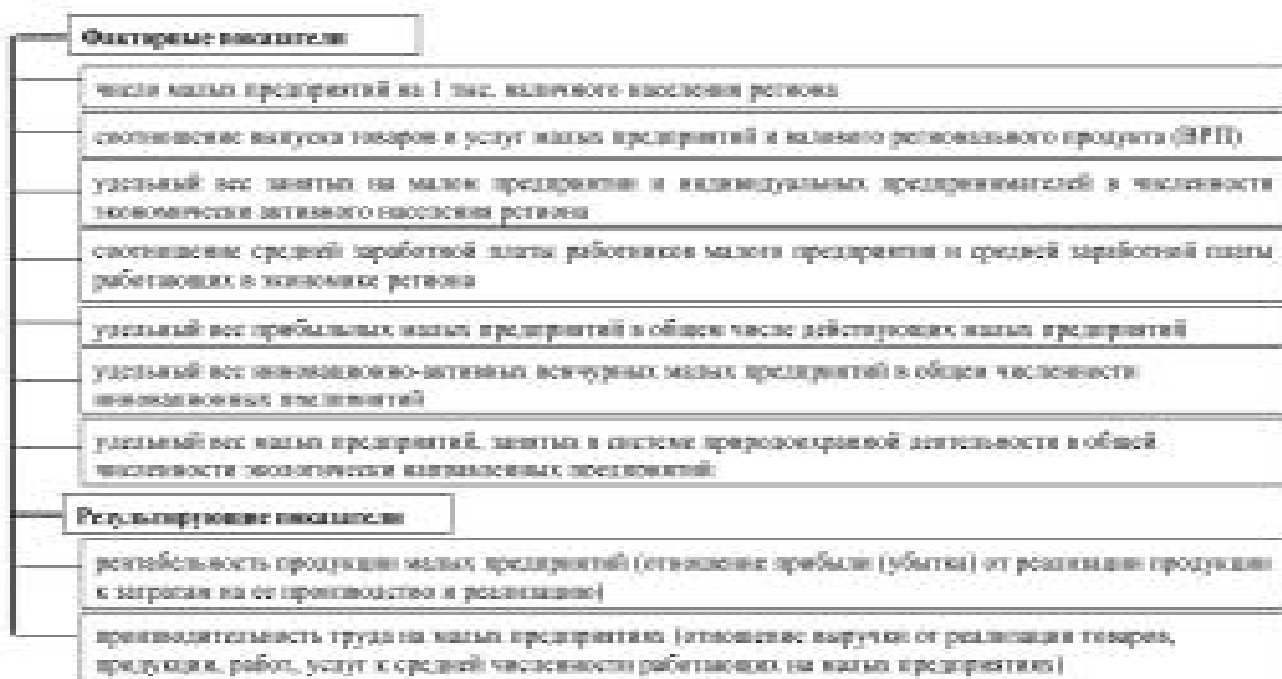 Факторные показатели
число малых предприятий на 1 тыс. наличного населения региона
соотношение выпуска товаров и услуг малых предприятий и валового регионального продукта (ВРП)
удельный вес занятых на малом предприятии и индивидуальных предпринимателей в численности
экономически активного населения региона
соотношение средней заработной платы работников малого предприятия и средней заработной платы
работающих в экономике региона
удельный вес прибыльных малых предприятий в общем числе действующих малых предприятий
удельный вес инновационно-активных венчурных малых предприятий в общей численности
инновационных предприятий
удельный вес малых предприятий, занятых в системе природоохранной деятельности в общей
численности экологически направленных предприятий
Результирующие показатели
рентабельность продукции малых предприятий (отношение прибыли (убытка) от реализации продукции
к затратам на ее производство и реализацию)
производительность труда на малых предприятиях (отношение выручки от реализации товаров,
продукции, работ, услуг к средней численности работающих на малых предприятиях)